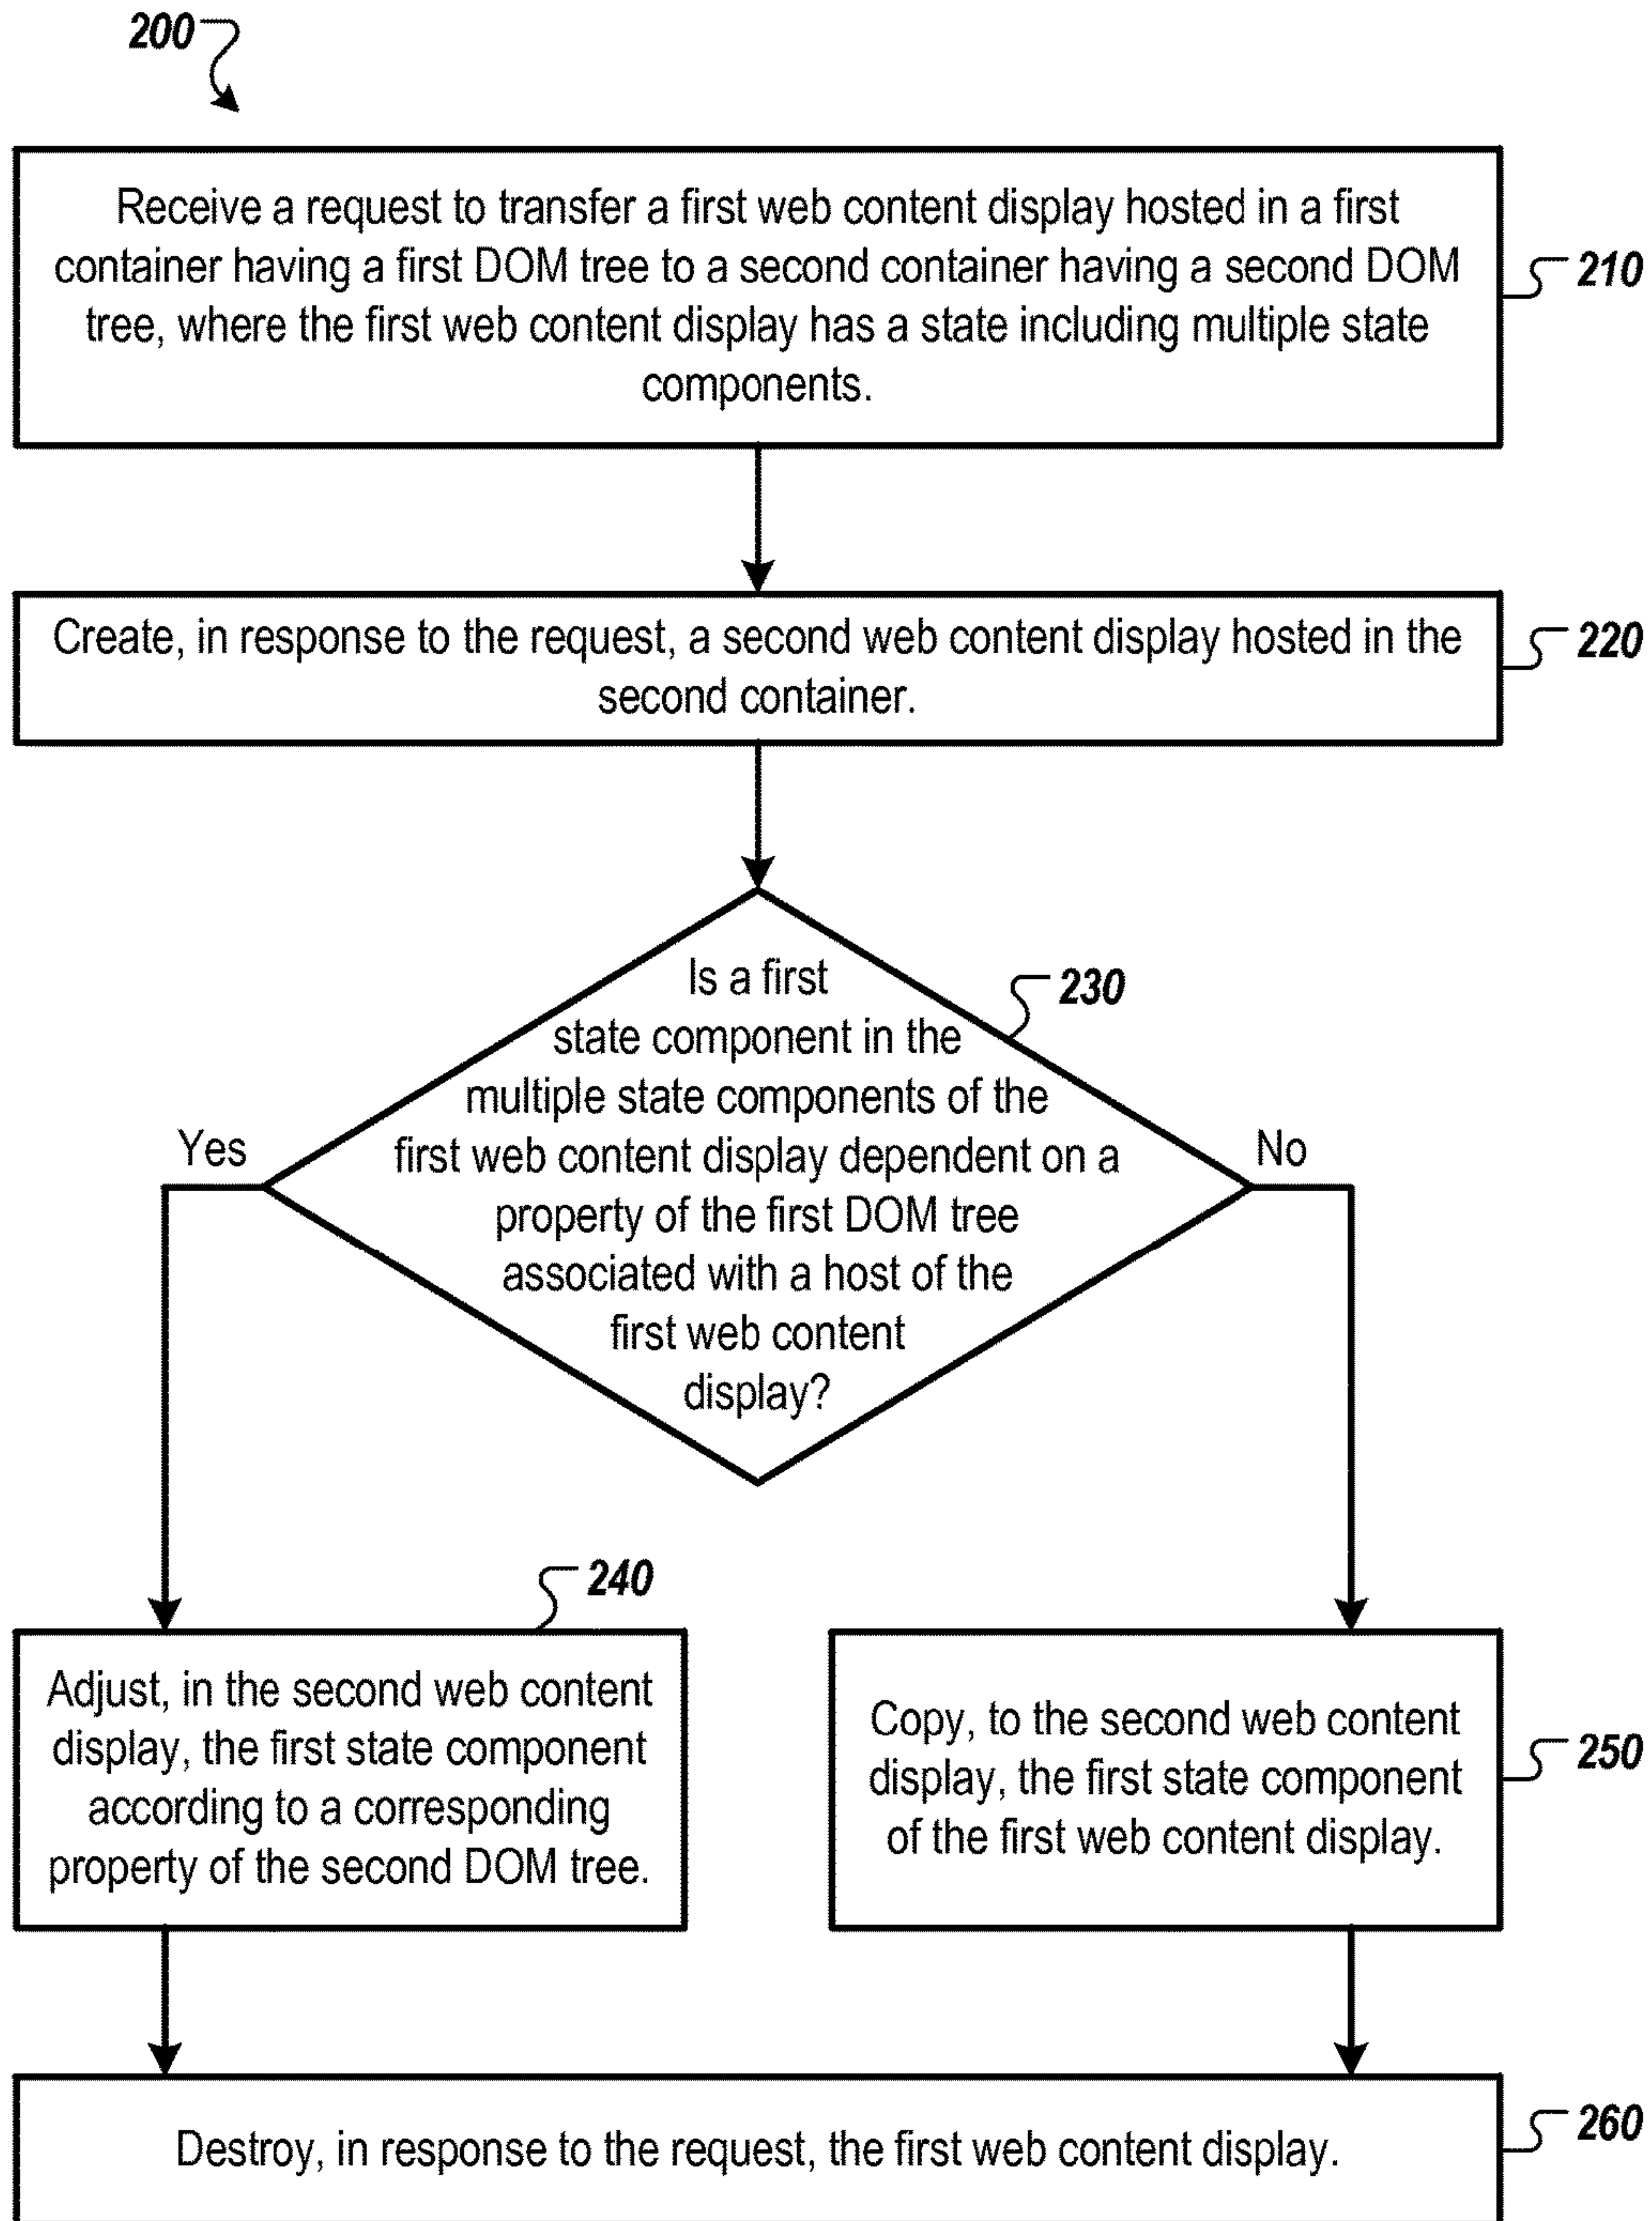 200
Receive a request to transfer a first web content display hosted in a first
container having a first DOM tree to a second container having a second DOM
tree, where the first web content display has a state including multiple state
components.
210
Create, in response to the request, a second web content display hosted in the
second container.
220
Is a first
state component in the
multiple state components of the
first web content display dependent on a
property of the first DOM tree
associated with a host of the
first web content
display?
230
Yes
No
240
Adjust, in the second web content
display, the first state component
according to a corresponding
property of the second DOM tree.
Copy, to the second web content
display, the first state component
of the first web content display.
250
Destroy, in response to the request, the first web content display.
260